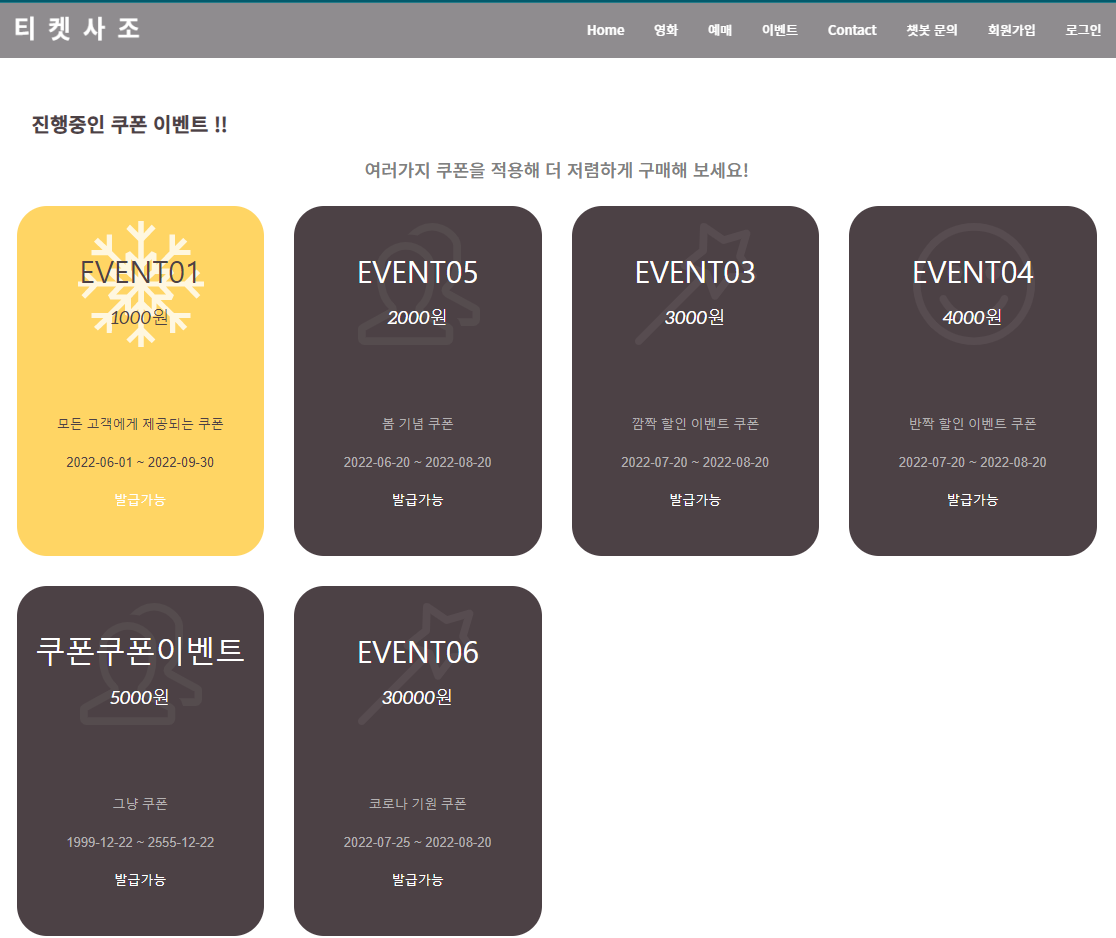 티켓사조
Home 영화 예매 이벤트 Contact 챗봇 문의 회원가입 로그인
진행중인 쿠폰 이벤트 !!
여러가지 쿠폰을 적용해 더 저렴하게 구매해 보세요!
EVENT01
1000원
모든 고객에게 제공되는 쿠폰
2022-06-01 ~ 2022-09-30
발급가능
EVENT05
2000원
봄 기념 쿠폰
2022-06-20 ~ 2022-08-20
발급가능
EVENT03
3000원
깜짝 할인 이벤트 쿠폰
2022-07-20 ~ 2022-08-20
발급가능
EVENT04
4000원
반짝 할인 이벤트 쿠폰
2022-07-20 ~ 2022-08-20
발급가능
쿠폰쿠폰이벤트
5000원
그냥 쿠폰
1999-12-22 ~ 2555-12-22
발급가능
EVENT06
30000원
코로나 기원 쿠폰
2022-07-25 ~ 2022-08-20
발급가능